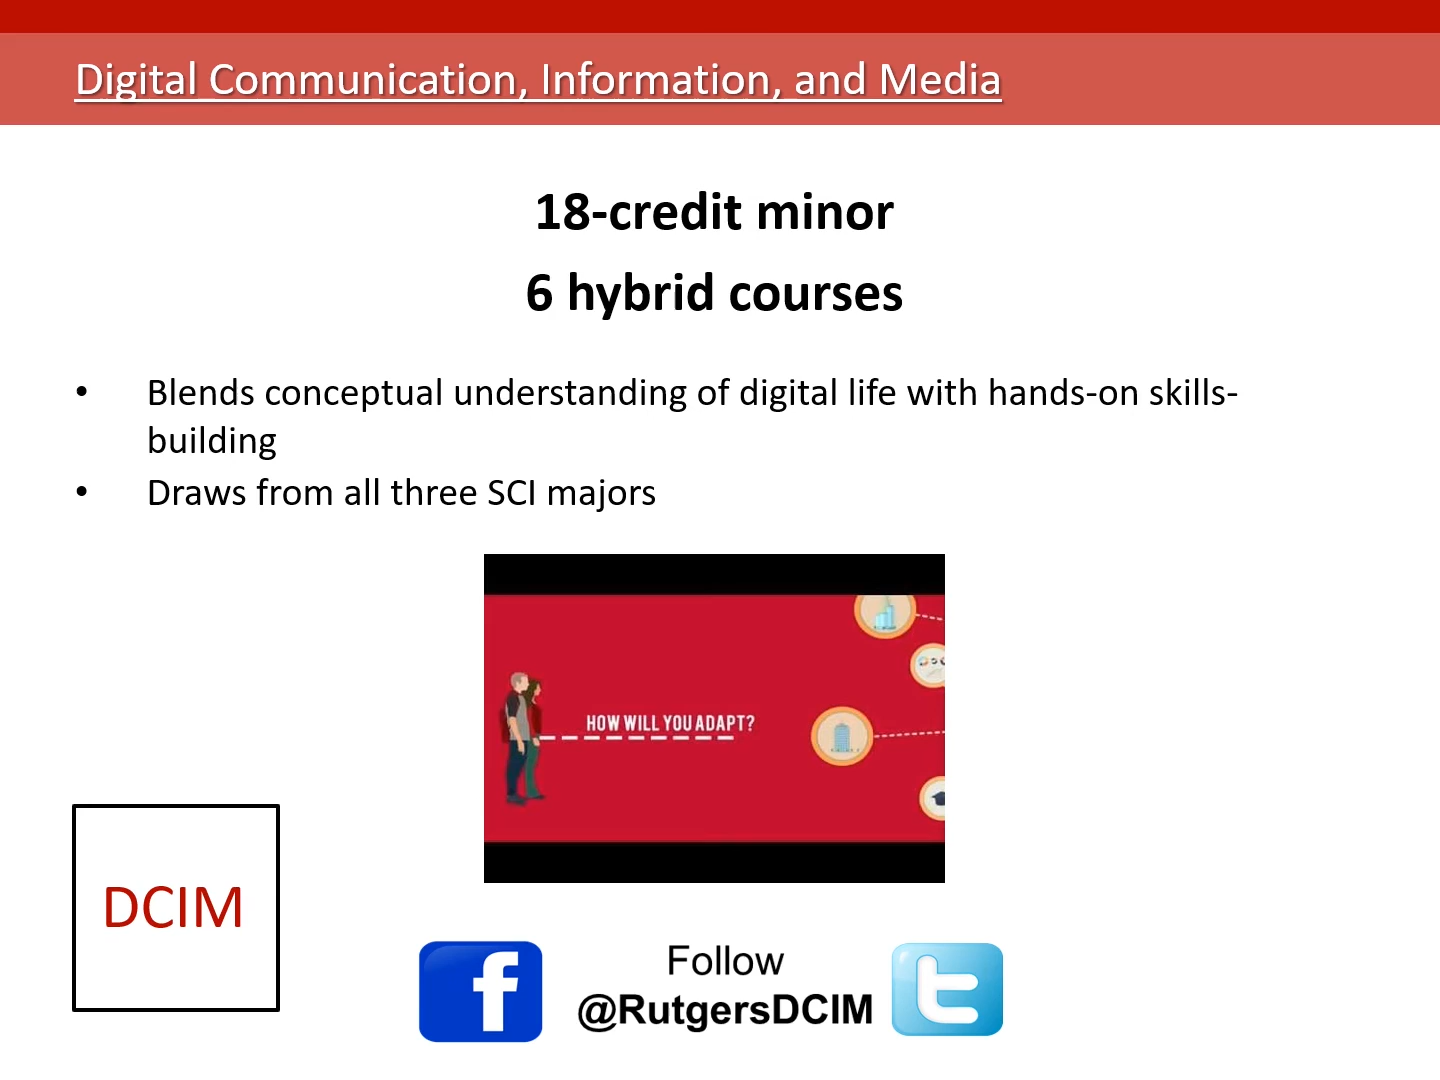 Digital Communication, Information, and Media
18-credit minor
6 hybrid courses
• Blends conceptual understanding of digital life with hands-on skills-
building
• Draws from all three SCI majors
HOW WILL YOU ADAPT?
DCIM
f
Follow
@RutgersDCIM
t